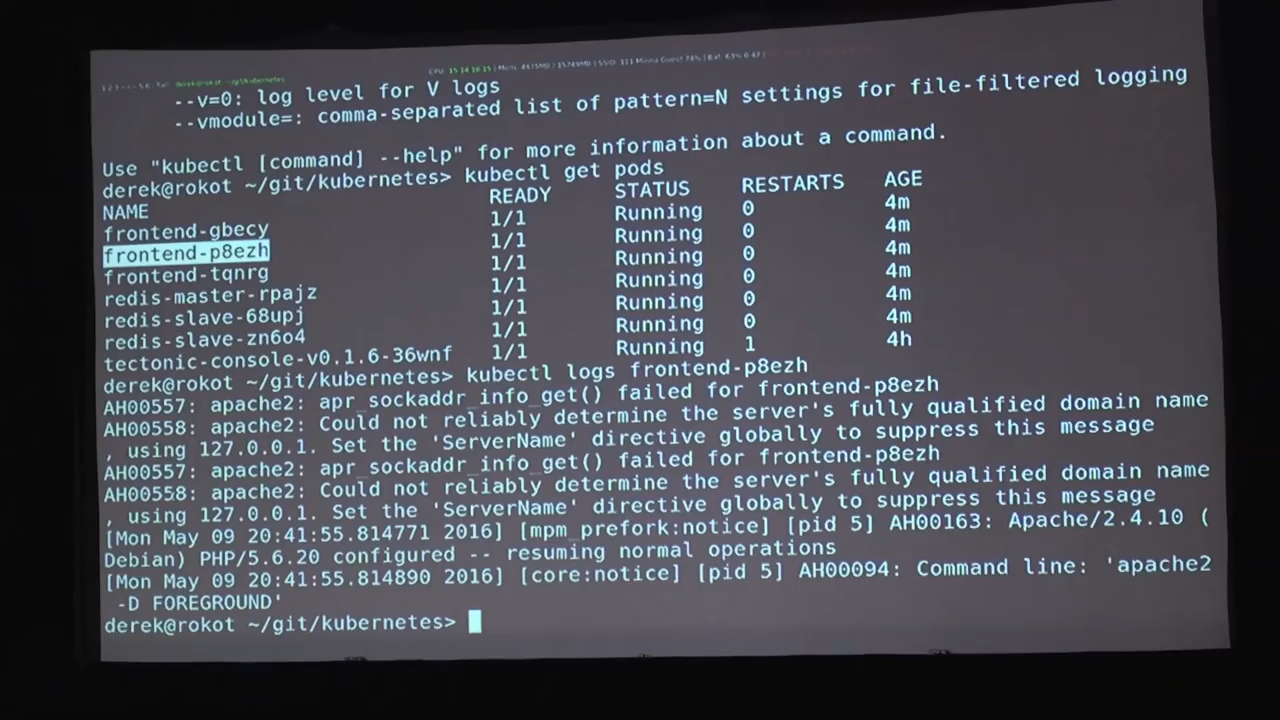 --v=0: log level for V logs
--vmodule=: comma-separated list of pattern=N settings for file-filtered logging
Use "kubectl [command] --help" for more information about a command.
derek@rokot ~/git/kubernetes> kubectl get pods
NAME READY STATUS RESTARTS AGE
frontend-gbecy 1/1 Running 0 4m
frontend-p8ezh 1/1 Running 0 4m
frontend-tqnrg 1/1 Running 0 4m
redis-master-rpajz 1/1 Running 0 4m
redis-slave-68upj 1/1 Running 0 4m
redis-slave-zn6o4 1/1 Running 0 4m
tectonic-console-v0.1.6-36wnf 1/1 Running 1 4h
derek@rokot ~/git/kubernetes> kubectl logs frontend-p8ezh
AH00557: apache2: apr_sockaddr_info_get() failed for frontend-p8ezh
AH00558: apache2: Could not reliably determine the server's fully qualified domain name
, using 127.0.0.1. Set the 'ServerName' directive globally to suppress this message
AH00557: apache2: apr_sockaddr_info_get() failed for frontend-p8ezh
AH00558: apache2: Could not reliably determine the server's fully qualified domain name
, using 127.0.0.1. Set the 'ServerName' directive globally to suppress this message
[Mon May 09 20:41:55.814771 2016] [mpm_prefork:notice] [pid 5] AH00163: Apache/2.4.10 (
Debian) PHP/5.6.20 configured -- resuming normal operations
[Mon May 09 20:41:55.814890 2016] [core:notice] [pid 5] AH00094: Command line: 'apache2
-D FOREGROUND'
derek@rokot ~/git/kubernetes>